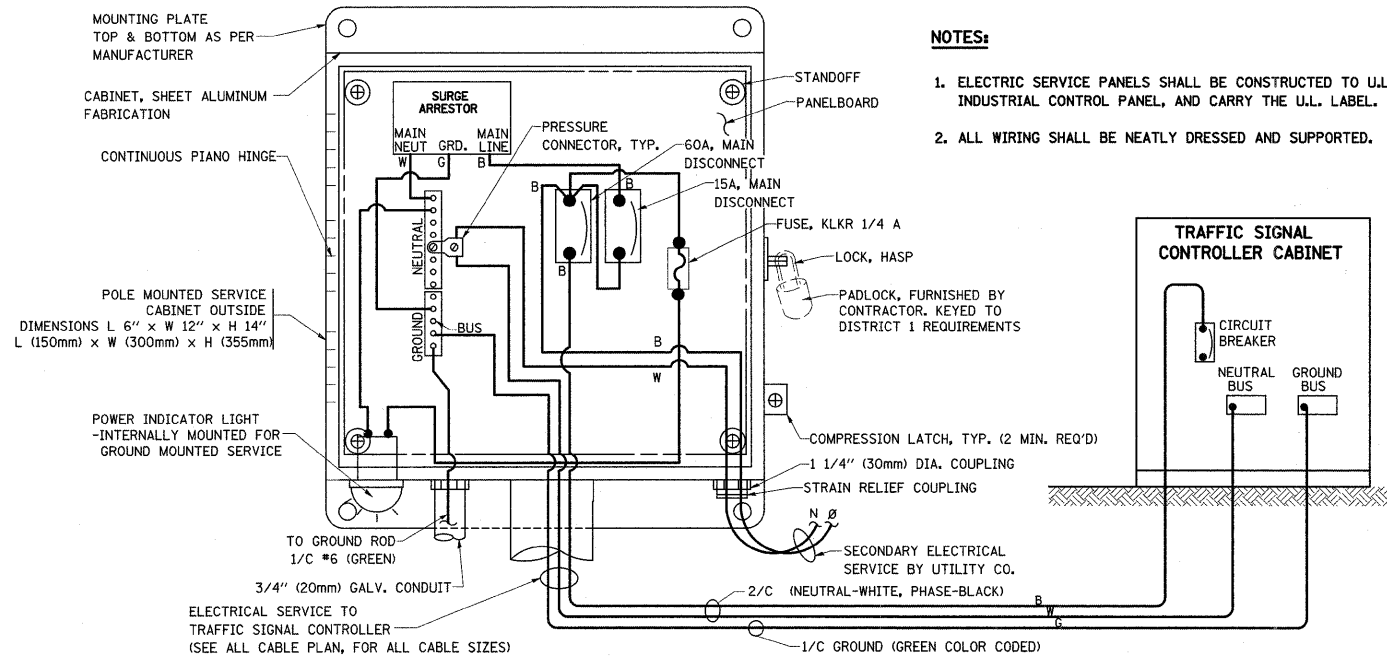 MOUNTING PLATE
TOP & BOTTOM AS PER
MANUFACTURER
CABINET, SHEET ALUMINUM
FABRICATION
CONTINUOUS PIANO HINGE
POLE MOUNTED SERVICE
CABINET OUTSIDE
DIMENSIONS L 6" x W 12" x H 14"
L (150mm) x W (300mm) x H (355mm)
POWER INDICATOR LIGHT
-INTERNALLY MOUNTED FOR
GROUND MOUNTED SERVICE
TO GROUND ROD
1/C #6 (GREEN)
3/4" (20mm) GALV. CONDUIT
ELECTRICAL SERVICE TO
TRAFFIC SIGNAL CONTROLLER
(SEE ALL CABLE PLAN, FOR ALL CABLE SIZES)
SURGE
ARRESTOR
MAIN
NEUT
GRD.
MAIN
LINE
W
G
B
PRESSURE
CONNECTOR, TYP.
60A, MAIN
DISCONNECT
15A, MAIN
DISCONNECT
FUSE, KLKR 1/4 A
B
B
B
NEUTRAL
GROUND
BUS
B
W
STANDOFF
PANELBOARD
LOCK, HASP
PADLOCK, FURNISHED BY
CONTRACTOR. KEYED TO
DISTRICT 1 REQUIREMENTS
COMPRESSION LATCH, TYP. (2 MIN. REQ'D)
1 1/4" (30mm) DIA. COUPLING
STRAIN RELIEF COUPLING
N Ø
SECONDARY ELECTRICAL
SERVICE BY UTILITY CO.
2/C (NEUTRAL-WHITE, PHASE-BLACK)
B
W
G
1/C GROUND (GREEN COLOR CODED)
NOTES:
1. ELECTRIC SERVICE PANELS SHALL BE CONSTRUCTED TO U.L
INDUSTRIAL CONTROL PANEL, AND CARRY THE U.L. LABEL.
2. ALL WIRING SHALL BE NEATLY DRESSED AND SUPPORTED.
TRAFFIC SIGNAL
CONTROLLER CABINET
CIRCUIT
BREAKER
NEUTRAL
BUS
GROUND
BUS